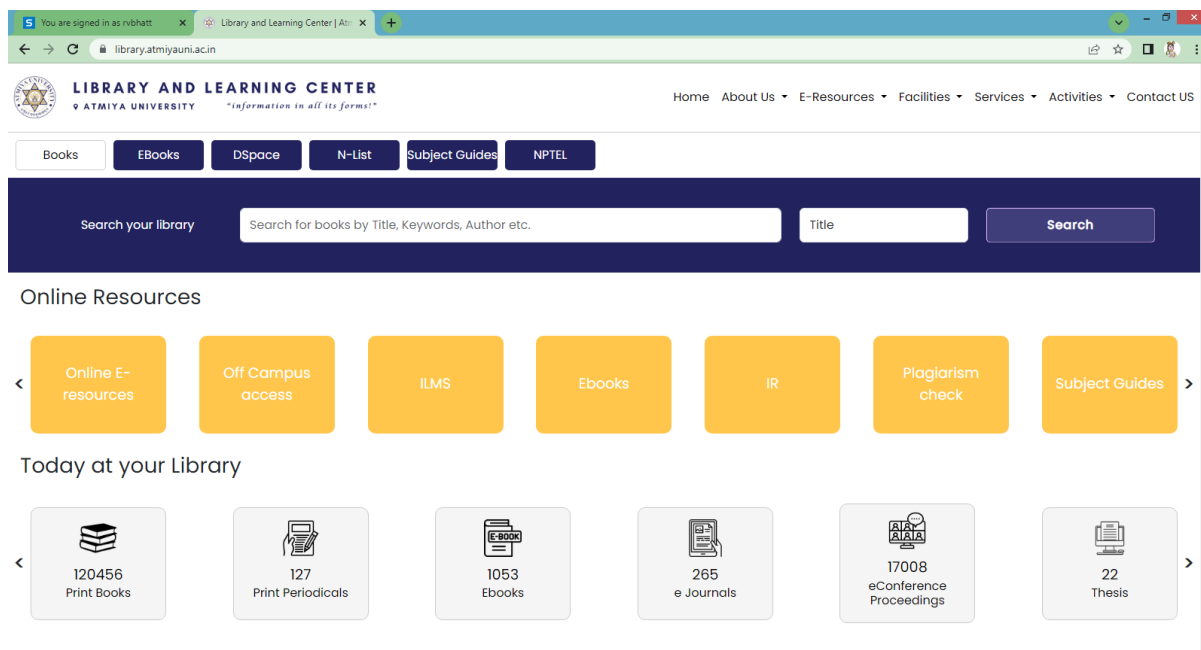 You are signed in as rvbhatt
Library and Learning Center | Atm
library.atmiyauni.ac.in
LIBRARY AND LEARNING CENTER
ATMIYA UNIVERSITY "information in all its forms!"
Home About Us E-Resources Facilities Services Activities Contact US
Books EBooks DSpace N-List Subject Guides NPTEL
Search your library Search for books by Title, Keywords, Author etc. Title Search
Online Resources
Online E-
resources
Off Campus
access
ILMS
Ebooks
IR
Plagiarism
check
Subject Guides
Today at your Library
120456
Print Books
127
Print Periodicals
E-BOOK
1053
Ebooks
265
e Journals
17008
eConference
Proceedings
22
Thesis